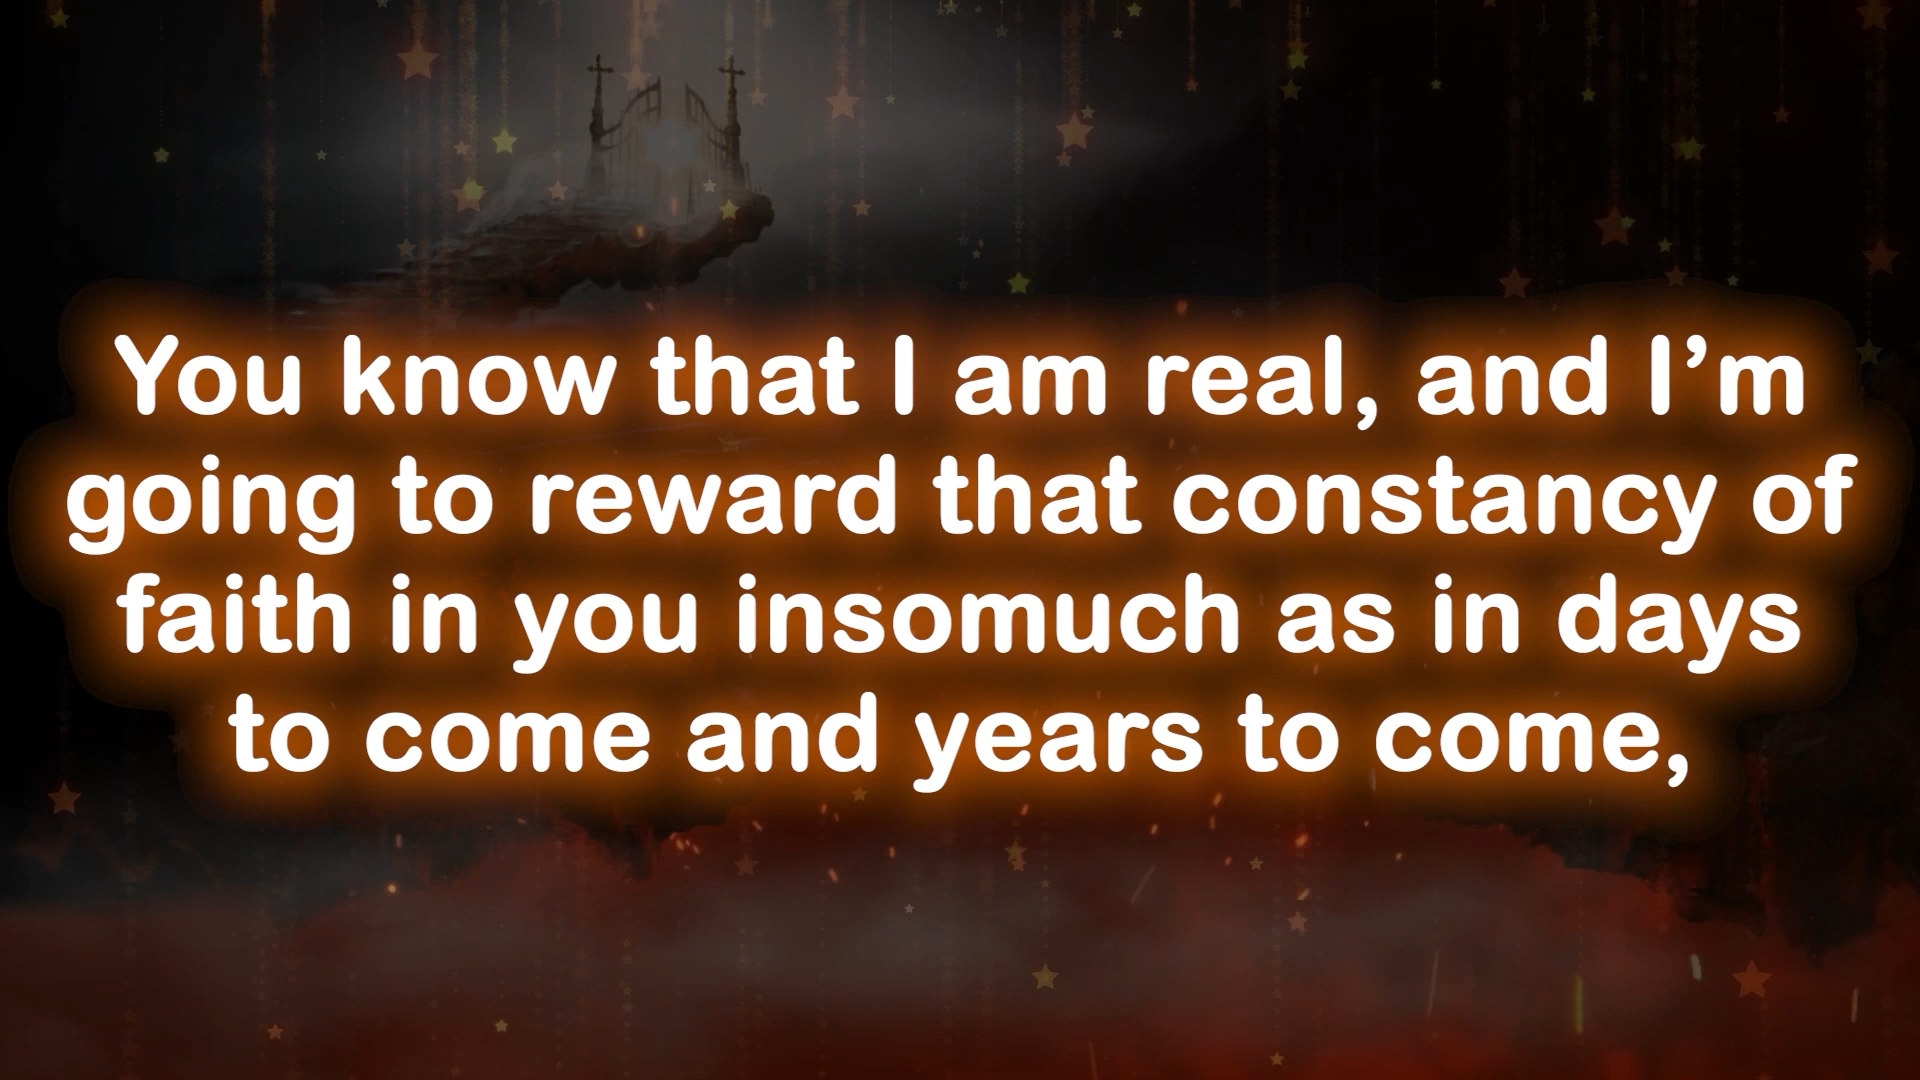 You know that I am real, and I’m
going to reward that constancy of
faith in you insomuch as in days
to come and years to come,